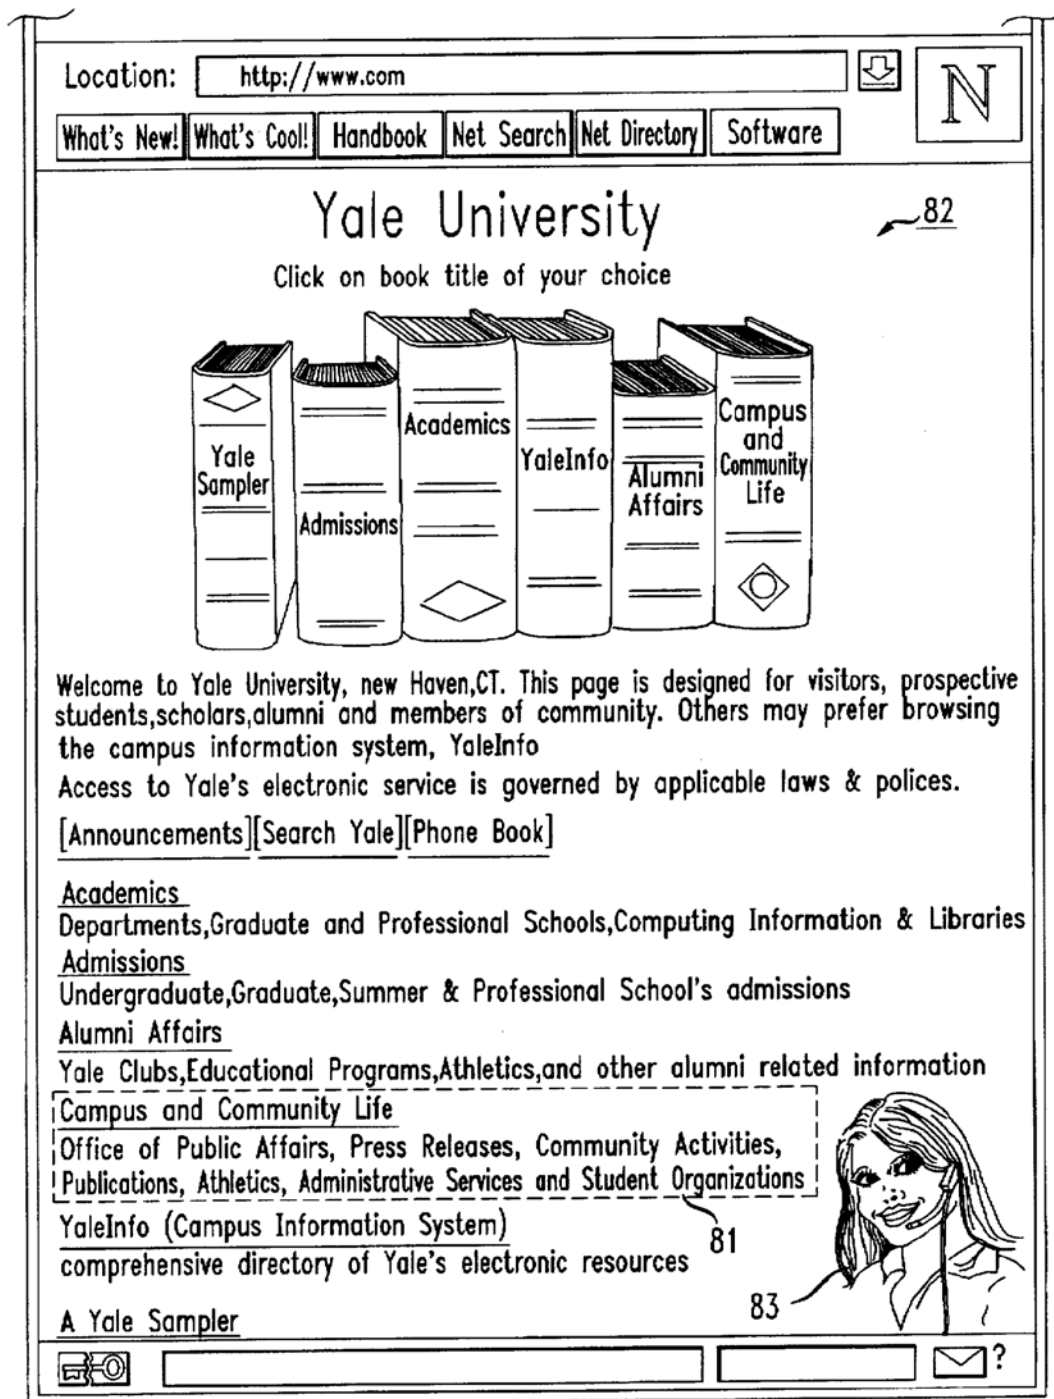 Location: http://www.com
N
What's New! What's Cool! Handbook Net Search Net Directory Software
Yale University
82
Click on book title of your choice
Yale
Sampler
Admissions
Academics
YaleInfo
Alumni
Affairs
Campus
and
Community
Life
Welcome to Yale University, new Haven,CT. This page is designed for visitors, prospective
students,scholars,alumni and members of community. Others may prefer browsing
the campus information system, YaleInfo
Access to Yale's electronic service is governed by applicable laws & polices.
[Announcements][Search Yale][Phone Book]
Academics
Departments,Graduate and Professional Schools,Computing Information & Libraries
Admissions
Undergraduate,Graduate,Summer & Professional School's admissions
Alumni Affairs
Yale Clubs,Educational Programs,Athletics,and other alumni related information
Campus and Community Life
Office of Public Affairs, Press Releases, Community Activities,
Publications, Athletics, Administrative Services and Student Organizations
81
YaleInfo (Campus Information System)
comprehensive directory of Yale's electronic resources
83
A Yale Sampler
?